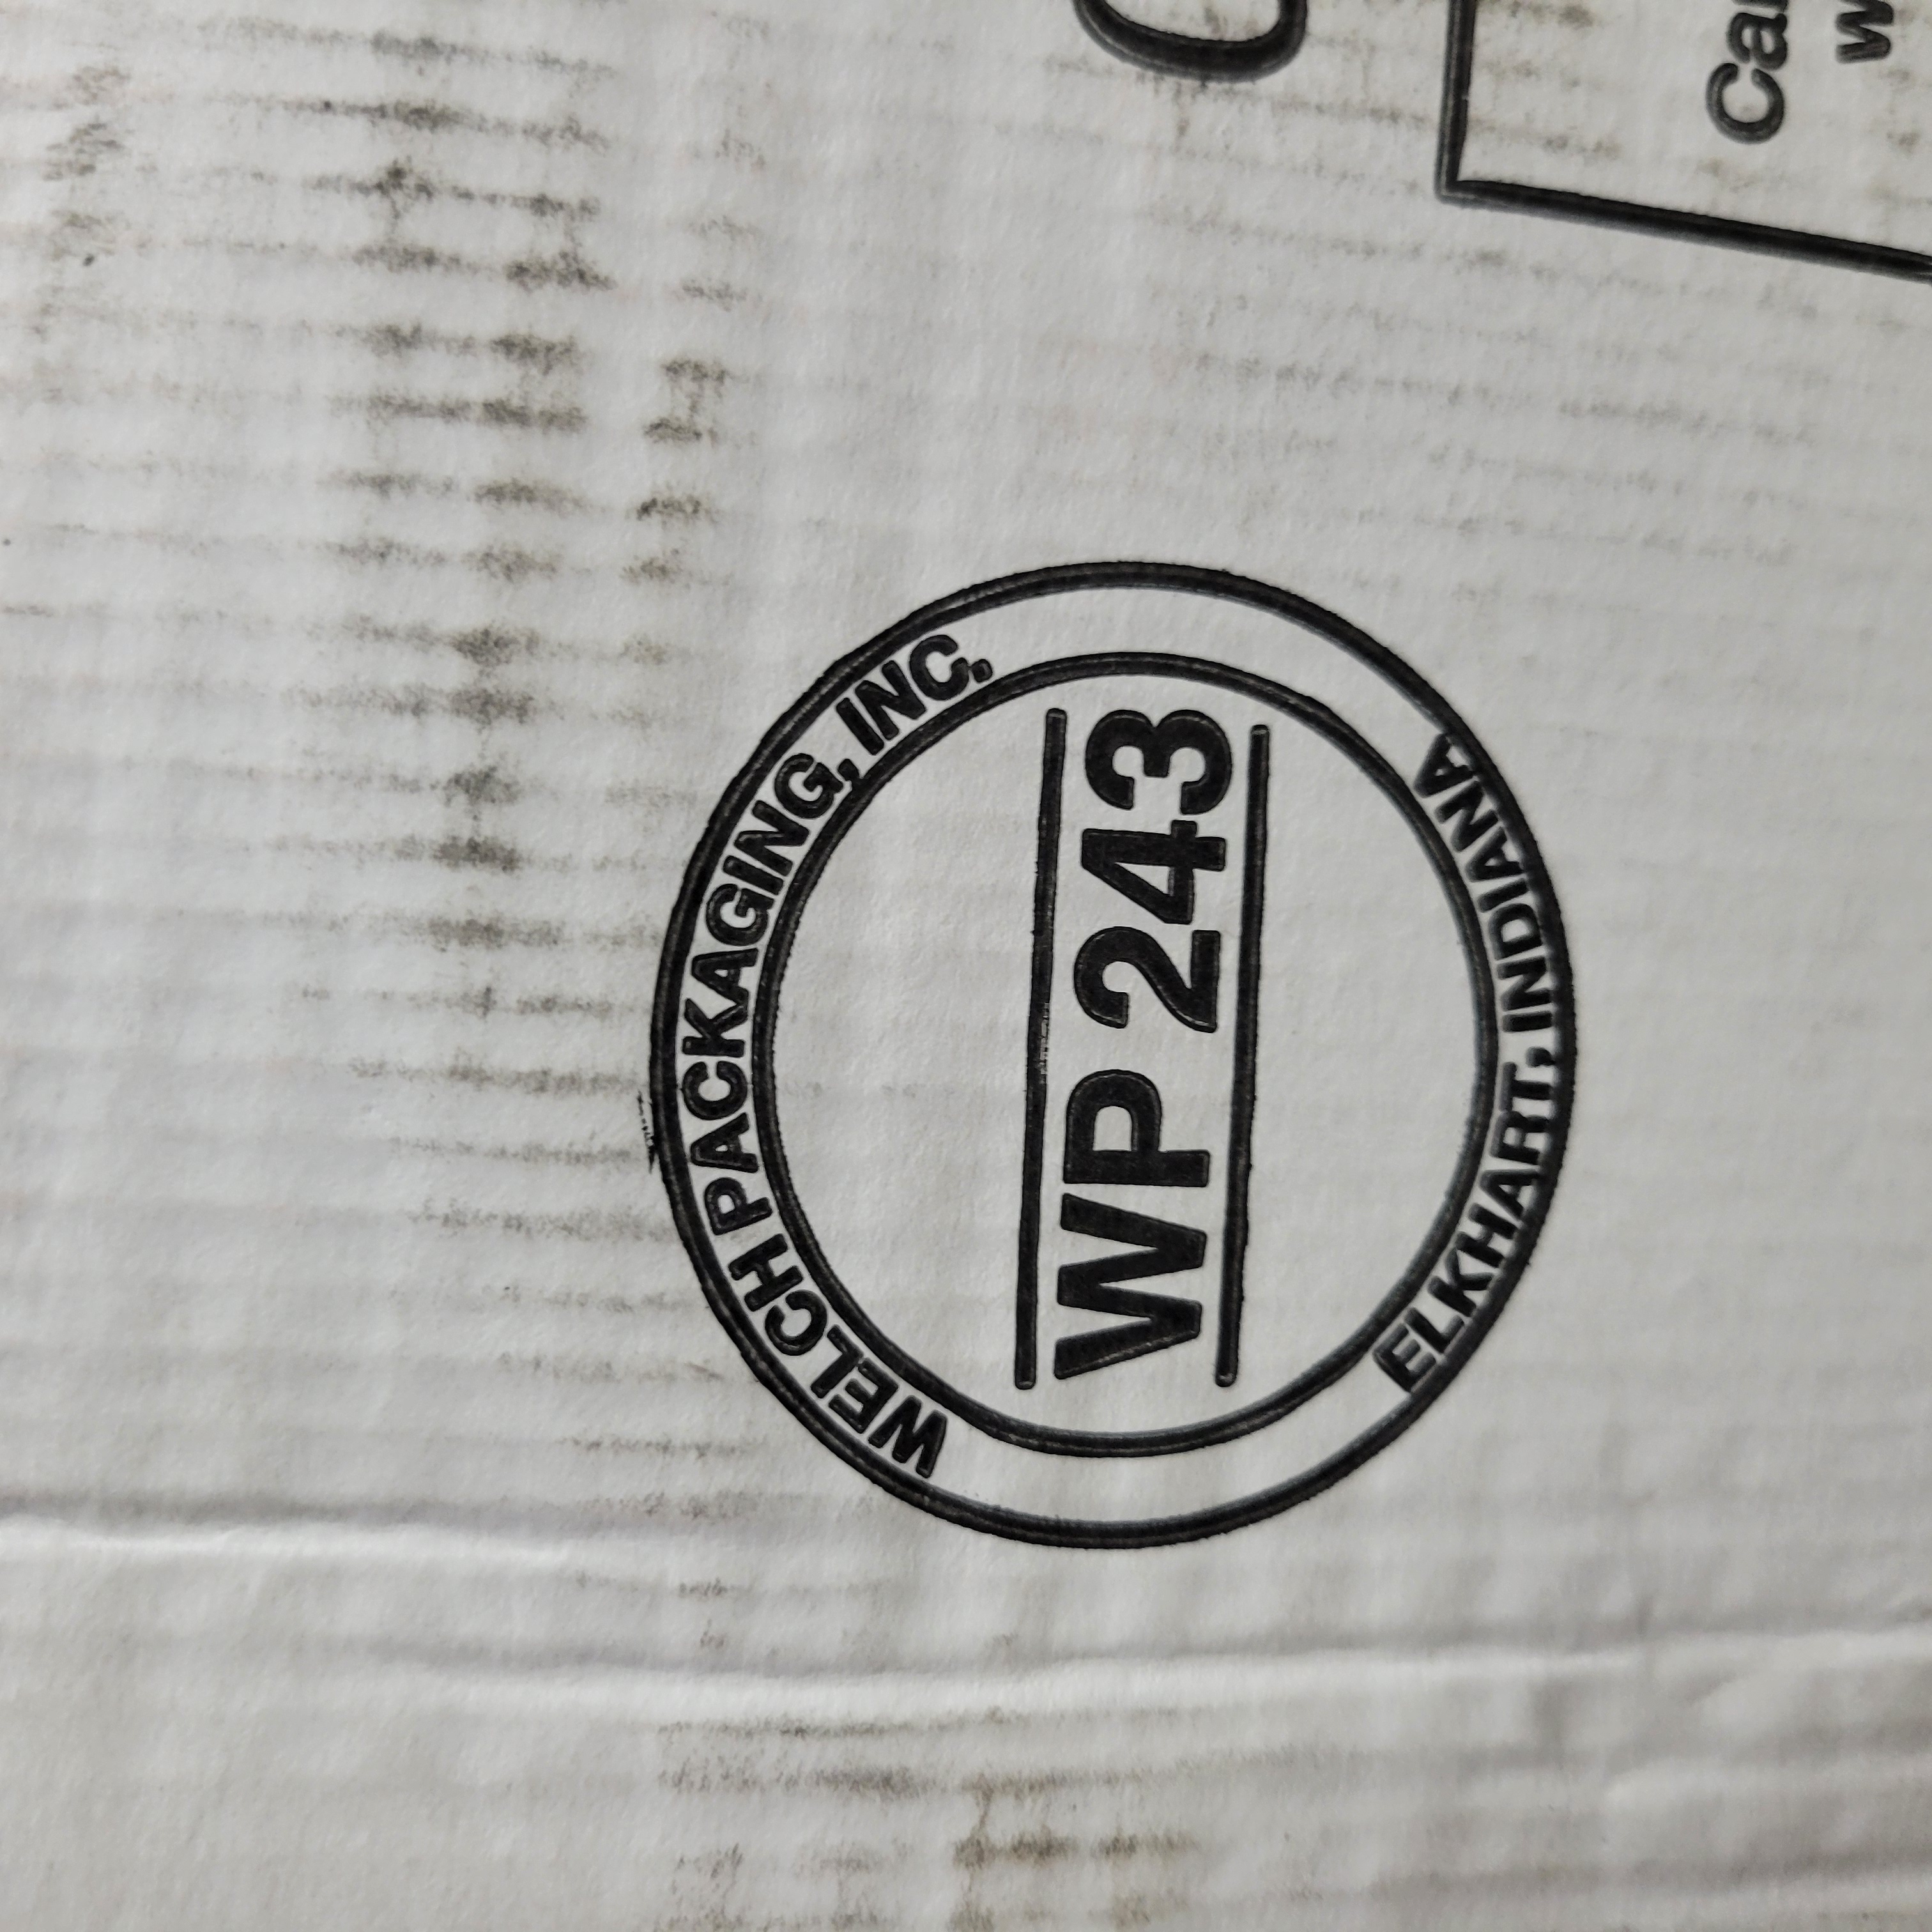 WELCH PACKAGING, INC.
WP 243
ELKHART, INDIANA